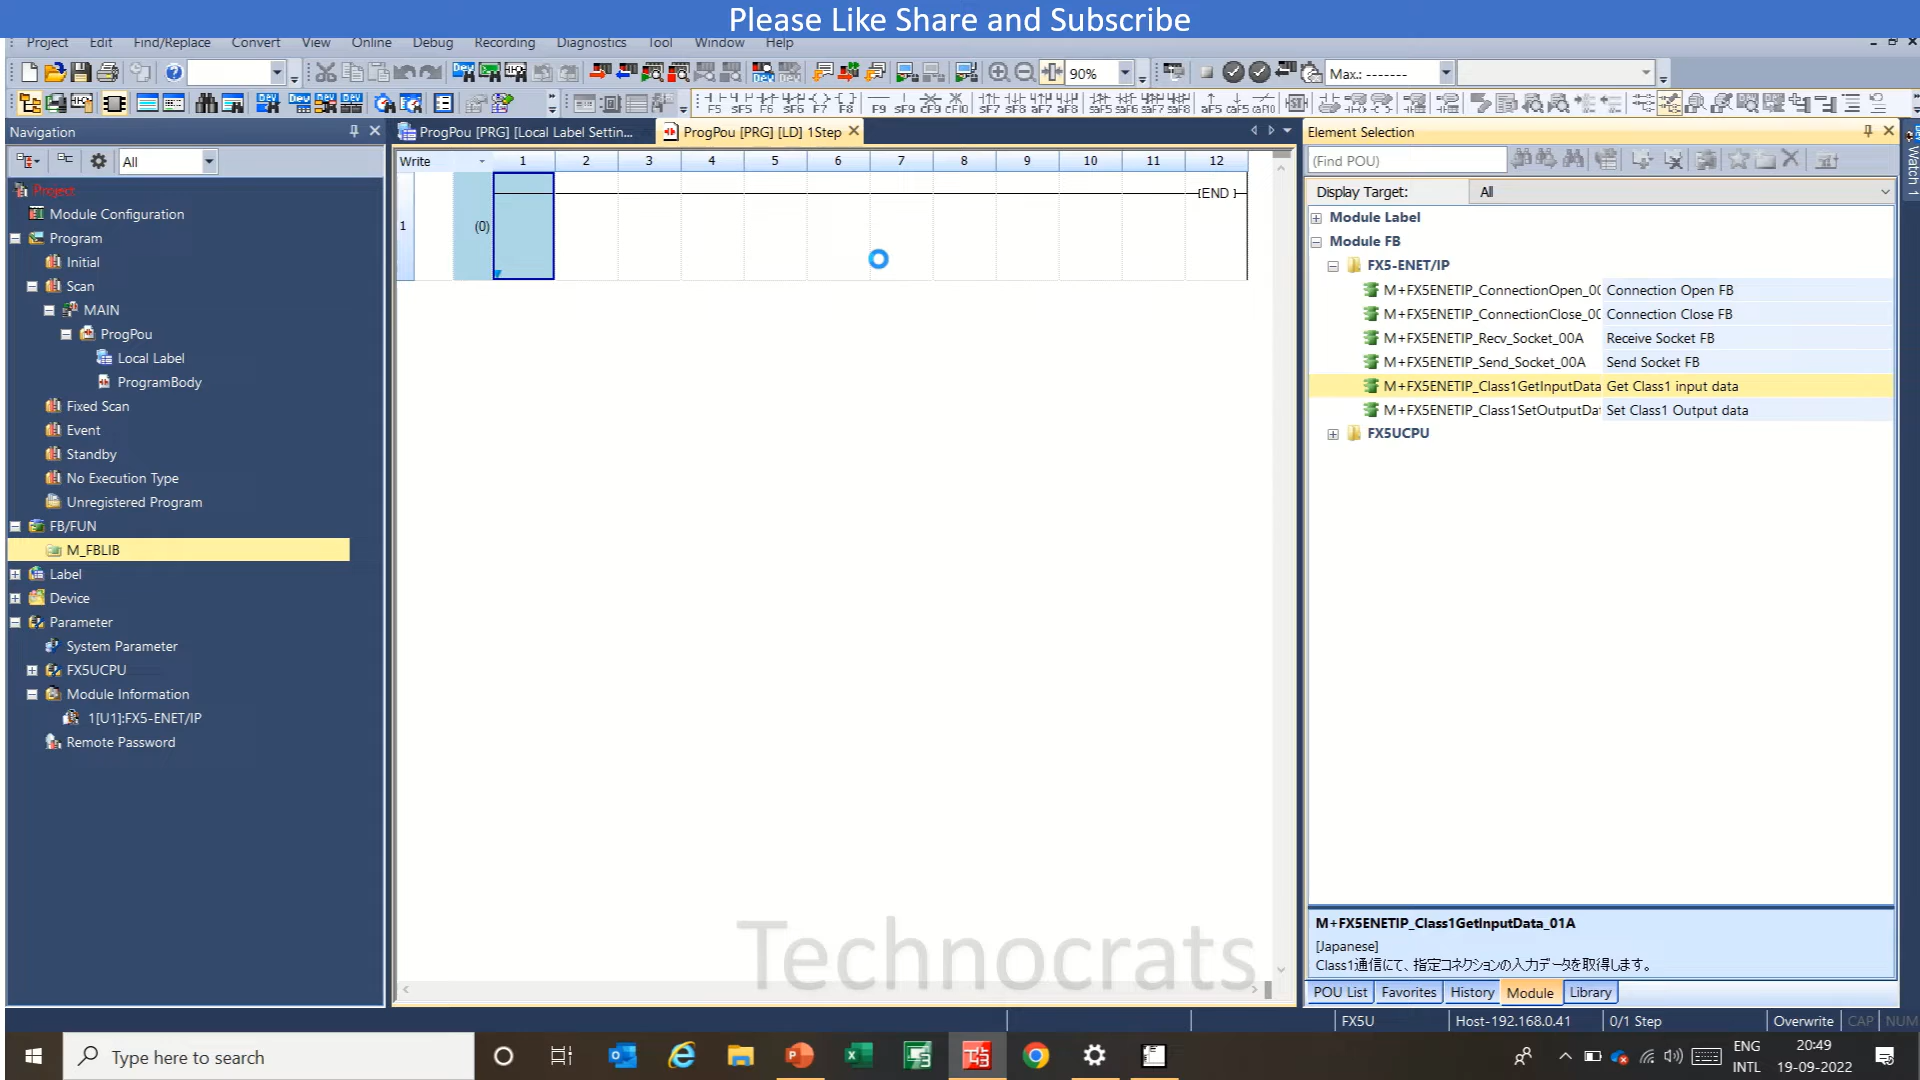 Please Like Share and Subscribe
Project Edit Find/Replace Convert View Online Debug Recording Diagnostics Tool Window Help
90%
Max.: -------
Navigation
ProgPou [PRG] [Local Label Settin...
ProgPou [PRG] [LD] 1Step
Element Selection
Watch 1
All
(Find POU)
Write 1 2 3 4 5 6 7 8 9 10 11 12
Display Target: All
1 (0) [END]
Project
Module Configuration
Program
Initial
Scan
MAIN
ProgPou
Local Label
ProgramBody
Fixed Scan
Event
Standby
No Execution Type
Unregistered Program
FB/FUN
M_FBLIB
Label
Device
Parameter
System Parameter
FX5UCPU
Module Information
1[U1]:FX5-ENET/IP
Remote Password
Module Label
Module FB
FX5-ENET/IP
M+FX5ENETIP_ConnectionOpen_00 Connection Open FB
M+FX5ENETIP_ConnectionClose_00 Connection Close FB
M+FX5ENETIP_Recv_Socket_00A Receive Socket FB
M+FX5ENETIP_Send_Socket_00A Send Socket FB
M+FX5ENETIP_Class1GetInputData Get Class1 input data
M+FX5ENETIP_Class1SetOutputDat Set Class1 Output data
FX5UCPU
Technocrats
M+FX5ENETIP_Class1GetInputData_01A
[Japanese]
Class1通信にて、指定コネクションの入力データを取得します。
POU List Favorites History Module Library
FX5U Host-192.168.0.41 0/1 Step Overwrite CAP NUM
Type here to search
ENG
INTL
20:49
19-09-2022